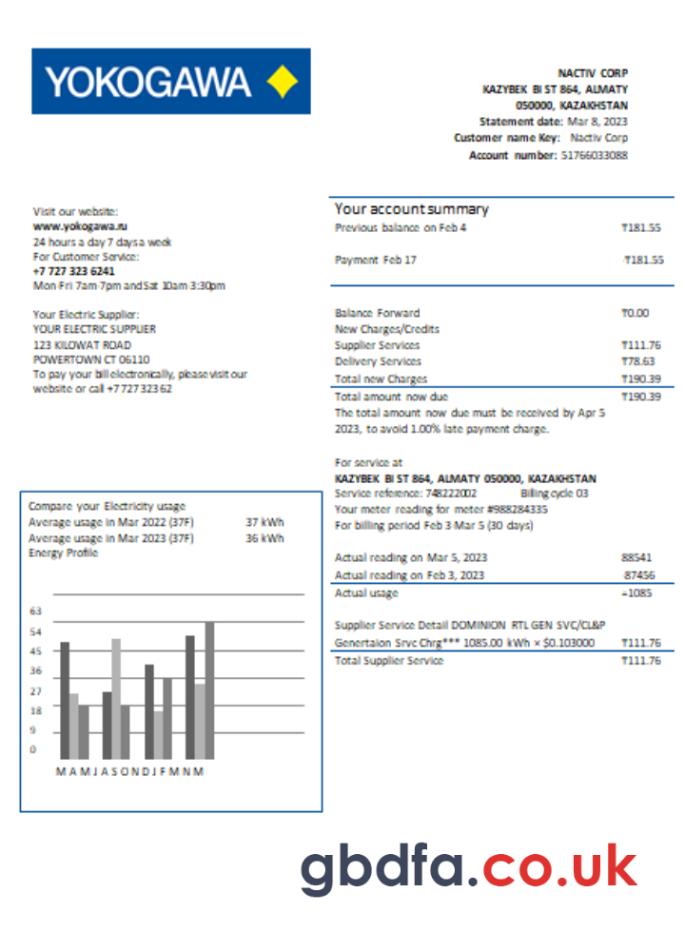 YOKOGAWA
NACTIV CORP
KAZYBEK BI ST 864, ALMATY
050000, KAZAKHSTAN
Statement date: Mar 8, 2023
Customer name Key: Nactiv Corp
Account number: 51766033088
Visit our website:
www.yokogawa.ru
24 hours a day 7 days a week
For Customer Service:
+7 727 323 6241
Mon-Fri 7am-7pm and Sat 10am-3:30pm
Your Electric Supplier:
YOUR ELECTRIC SUPPLIER
123 KILOWAT ROAD
POWERTOWN CT 06110
To pay your bill electronically, please visit our
website or call +7 727 323 62
Your account summary
Previous balance on Feb 4 ₸181.55
Payment Feb 17 -₸181.55
Balance Forward ₸0.00
New Charges/Credits
Supplier Services ₸111.76
Delivery Services ₸78.63
Total new Charges ₸190.39
Total amount now due ₸190.39
The total amount now due must be received by Apr 5
2023, to avoid 1.00% late payment charge.
For service at
KAZYBEK BI ST 864, ALMATY 050000, KAZAKHSTAN
Service reference: 748222002 Billing cycle 03
Your meter reading for meter #988284335
For billing period Feb 3-Mar 5 (30 days)
Actual reading on Mar 5, 2023 88541
Actual reading on Feb 3, 2023 87456
Actual usage =1085
Supplier Service Detail DOMINION RTL GEN SVC/CL&P
Genertaion Srvc Chrg*** 1085.00 kWh × $0.103000 ₸111.76
Total Supplier Service ₸111.76
Compare your Electricity usage
Average usage in Mar 2022 (37F) 37 kWh
Average usage in Mar 2023 (37F) 36 kWh
Energy Profile
63
54
45
36
27
18
9
0
M A M J A S O N D J F M N M
gbdfa.co.uk